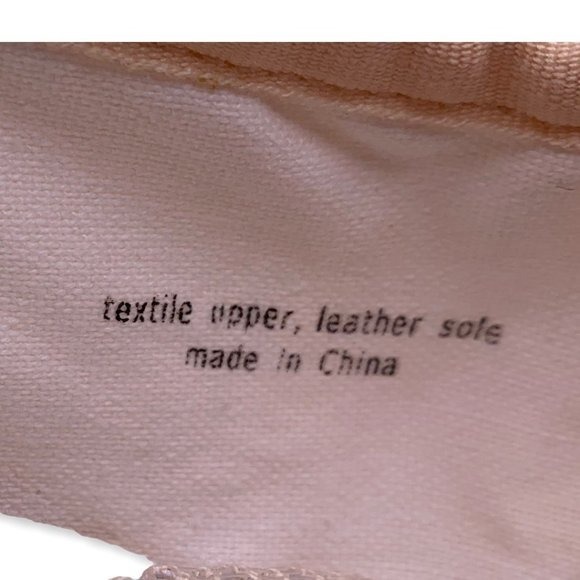 textile upper, leather sole
made in China